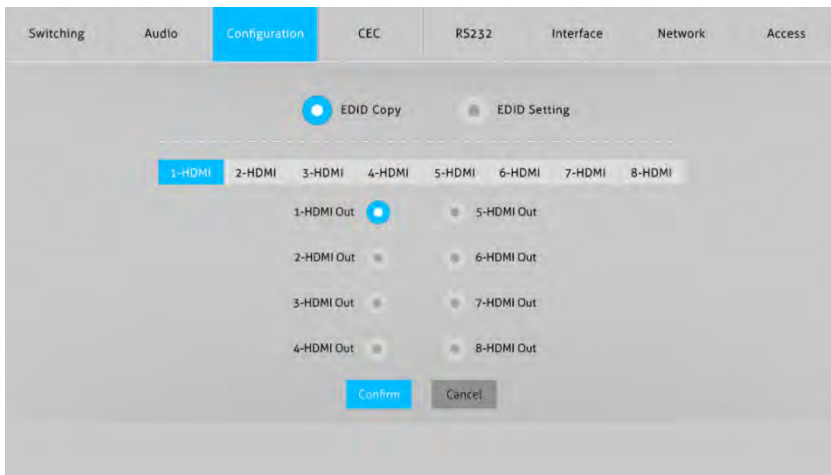 Switching Audio Configuration CEC RS232 Interface Network Access
EDID Copy EDID Setting
1-HDMI 2-HDMI 3-HDMI 4-HDMI 5-HDMI 6-HDMI 7-HDMI 8-HDMI
1-HDMI Out 5-HDMI Out
2-HDMI Out 6-HDMI Out
3-HDMI Out 7-HDMI Out
4-HDMI Out 8-HDMI Out
Confirm Cancel